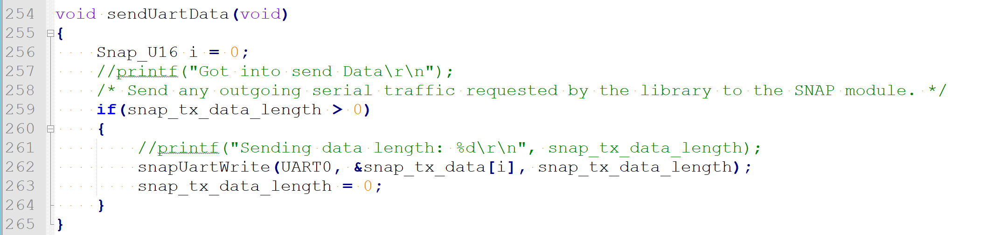 254 void sendUartData(void)
255 {
256     Snap_U16 i = 0;
257     //printf("Got into send Data\r\n");
258     /* Send any outgoing serial traffic requested by the library to the SNAP module. */
259     if(snap_tx_data_length > 0)
260     {
261         //printf("Sending data length: %d\r\n", snap_tx_data_length);
262         snapUartWrite(UART0, &snap_tx_data[i], snap_tx_data_length);
263         snap_tx_data_length = 0;
264     }
265 }